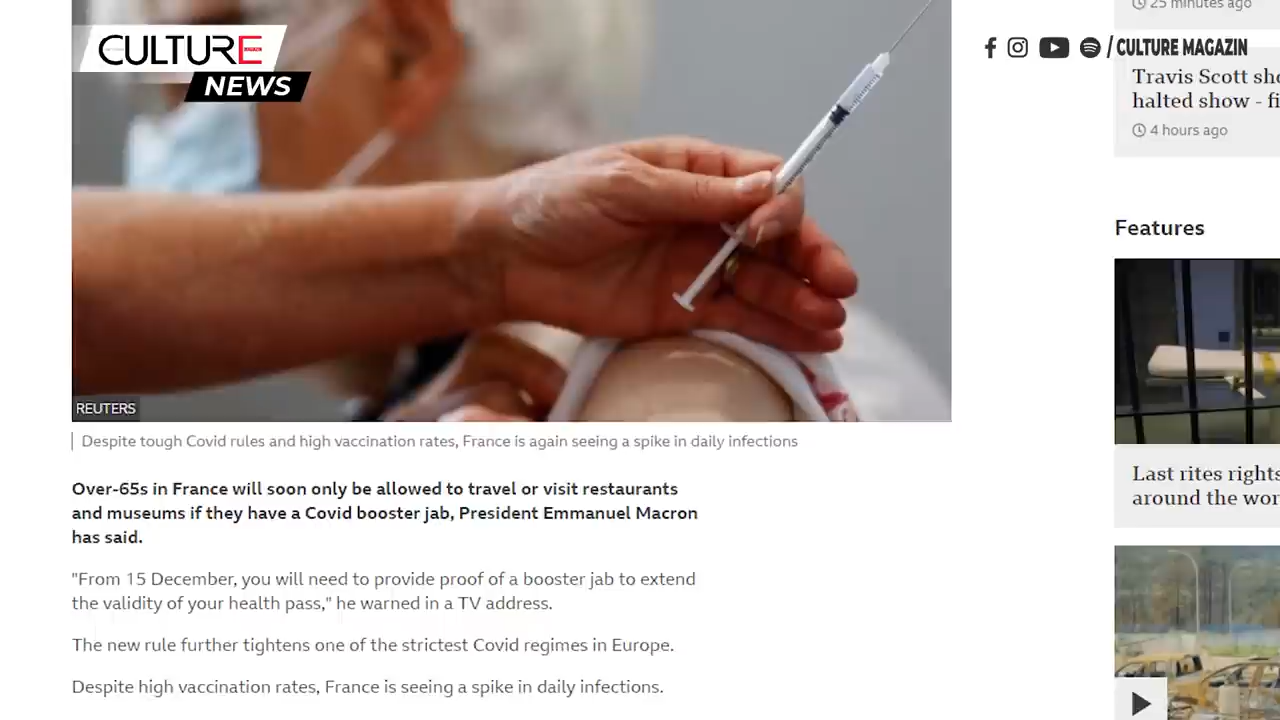 CULTURE
NEWS
/ CULTURE MAGAZIN
25 minutes ago
Travis Scott sho
halted show - fi
4 hours ago
Features
REUTERS
Despite tough Covid rules and high vaccination rates, France is again seeing a spike in daily infections
Over-65s in France will soon only be allowed to travel or visit restaurants
and museums if they have a Covid booster jab, President Emmanuel Macron
has said.
"From 15 December, you will need to provide proof of a booster jab to extend
the validity of your health pass," he warned in a TV address.
The new rule further tightens one of the strictest Covid regimes in Europe.
Despite high vaccination rates, France is seeing a spike in daily infections.
Last rites rights
around the wor